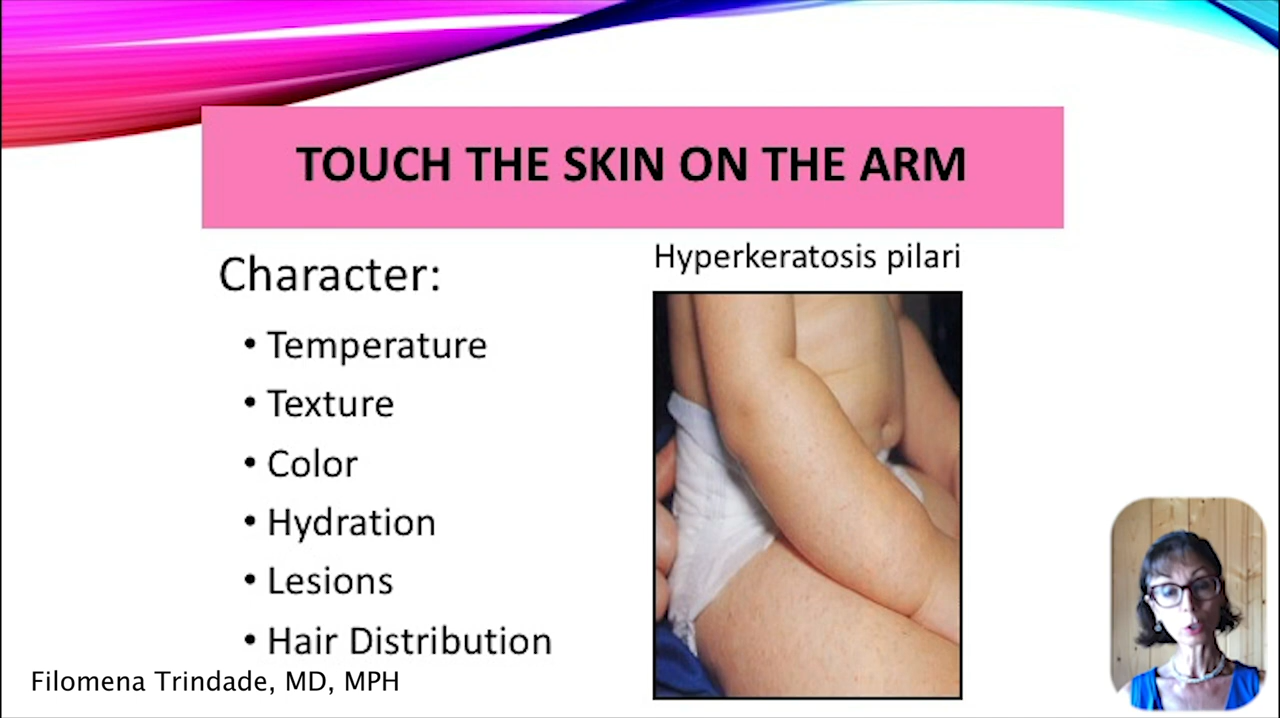 TOUCH THE SKIN ON THE ARM
Character:
• Temperature
• Texture
• Color
• Hydration
• Lesions
• Hair Distribution
Hyperkeratosis pilari
Filomena Trindade, MD, MPH